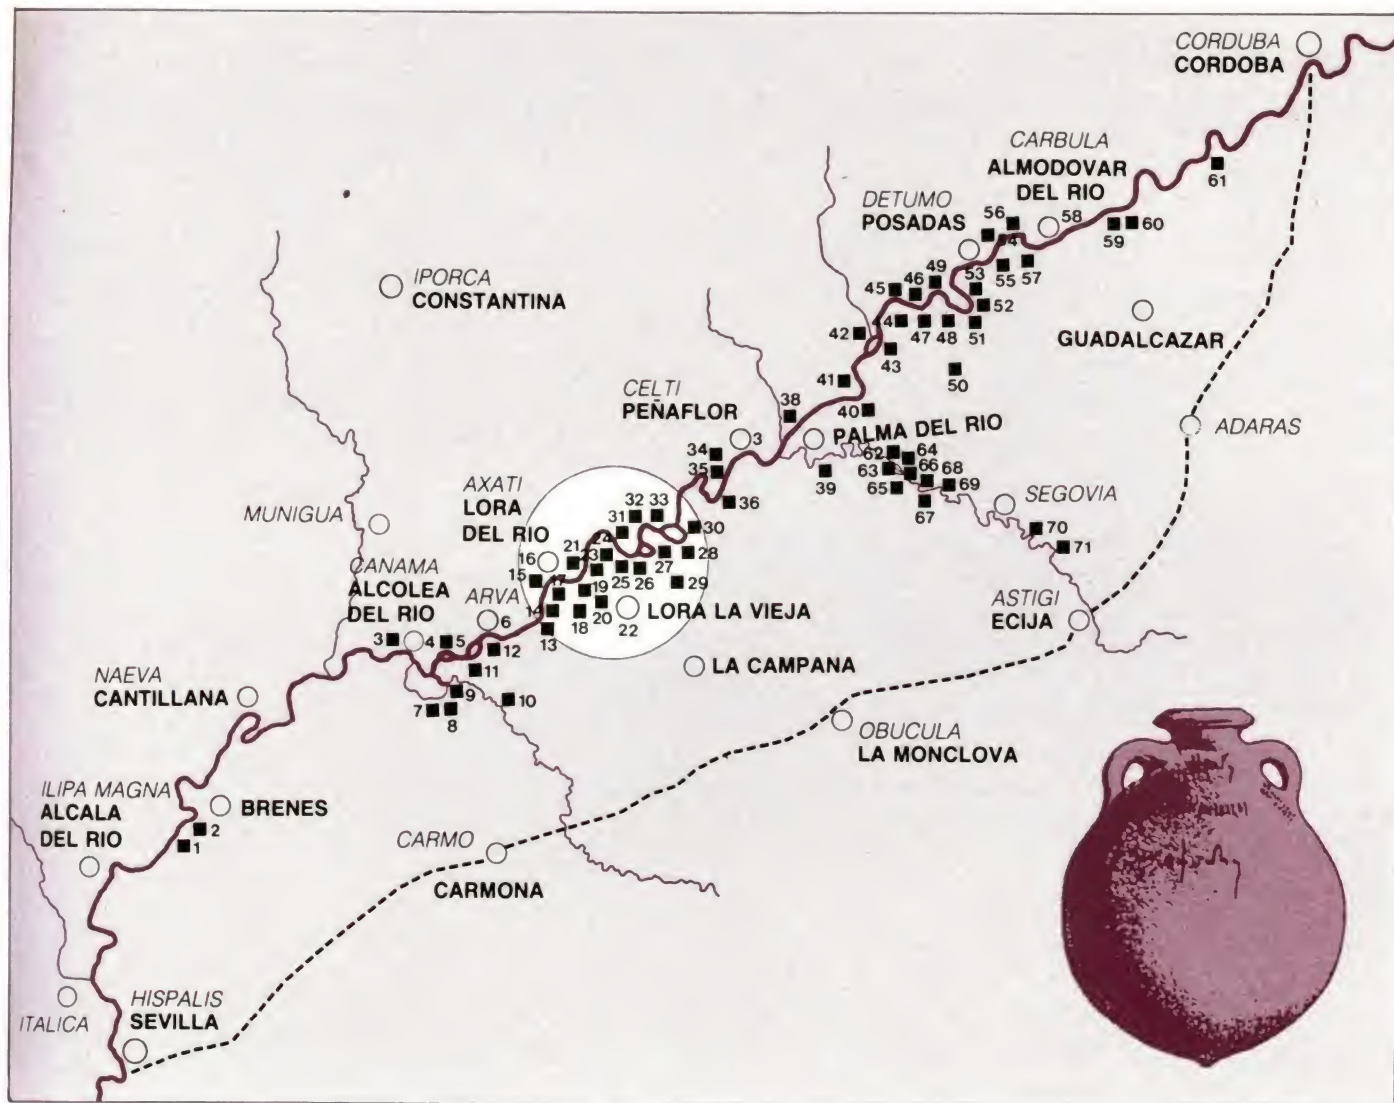 CORDUBA
CORDOBA
CARBULA
ALMODOVAR
DEL RIO
DETUMO
POSADAS
IPORCA
CONSTANTINA
GUADALCAZAR
CELTI
PEÑAFLOR
PALMA DEL RIO
ADARAS
AXATI
LORA
DEL RIO
MUNIGUA
SEGOVIA
CANAMA
ALCOLEA
DEL RIO
ARVA
LORA LA VIEJA
ASTIGI
ECIJA
LA CAMPANA
NAEVA
CANTILLANA
OBUCULA
LA MONCLOVA
ILIPA MAGNA
ALCALA
DEL RIO
BRENES
CARMO
CARMONA
HISPALIS
SEVILLA
ITALICA
1
2
3
4
5
6
7
8
9
10
11
12
13
14
15
16
17
18
19
20
21
22
23
24
25
26
27
28
29
30
31
32
33
34
35
36
3
38
39
40
41
42
43
44
45
46
47
48
49
50
51
52
53
54
55
56
57
58
59
60
61
62
63
64
65
66
67
68
69
70
71